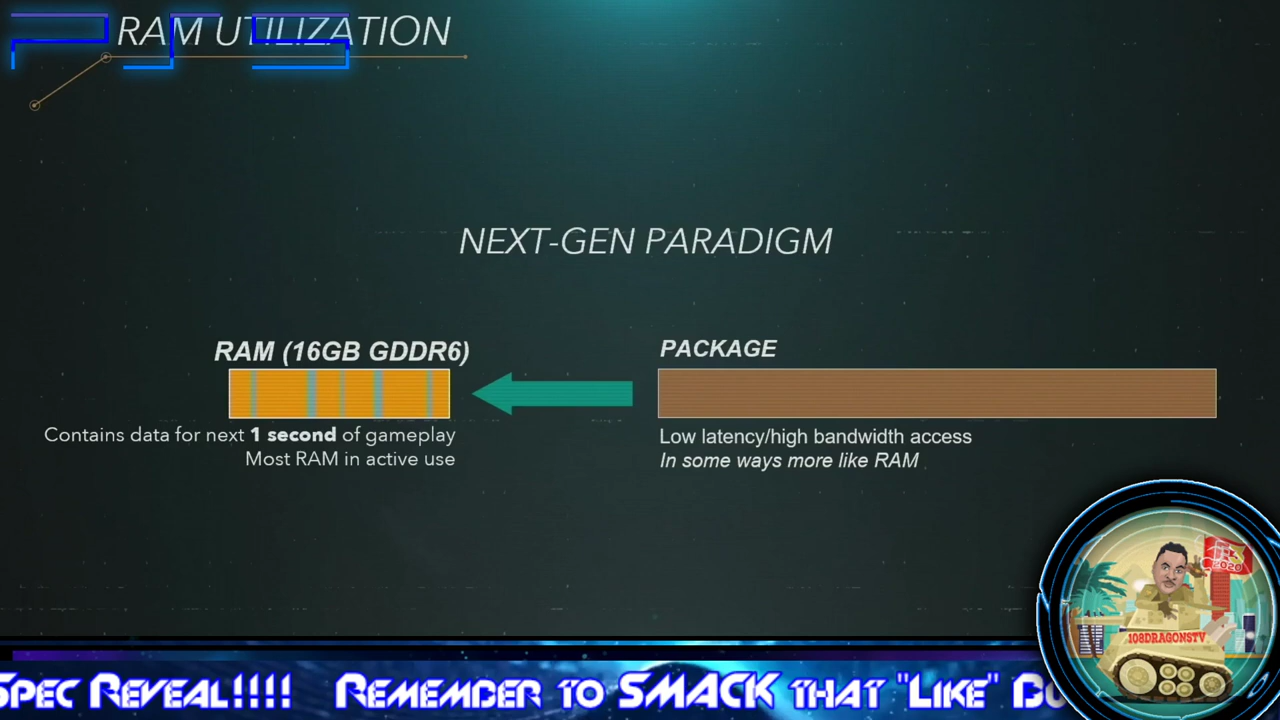 RAM UTILIZATION
PS5
NEXT-GEN PARADIGM
RAM (16GB GDDR6)
Contains data for next 1 second of gameplay
Most RAM in active use
PACKAGE
Low latency/high bandwidth access
In some ways more like RAM
2020
108DRAGONSTV
Spec Reveal!!!! Remember to SMACK that "Like"